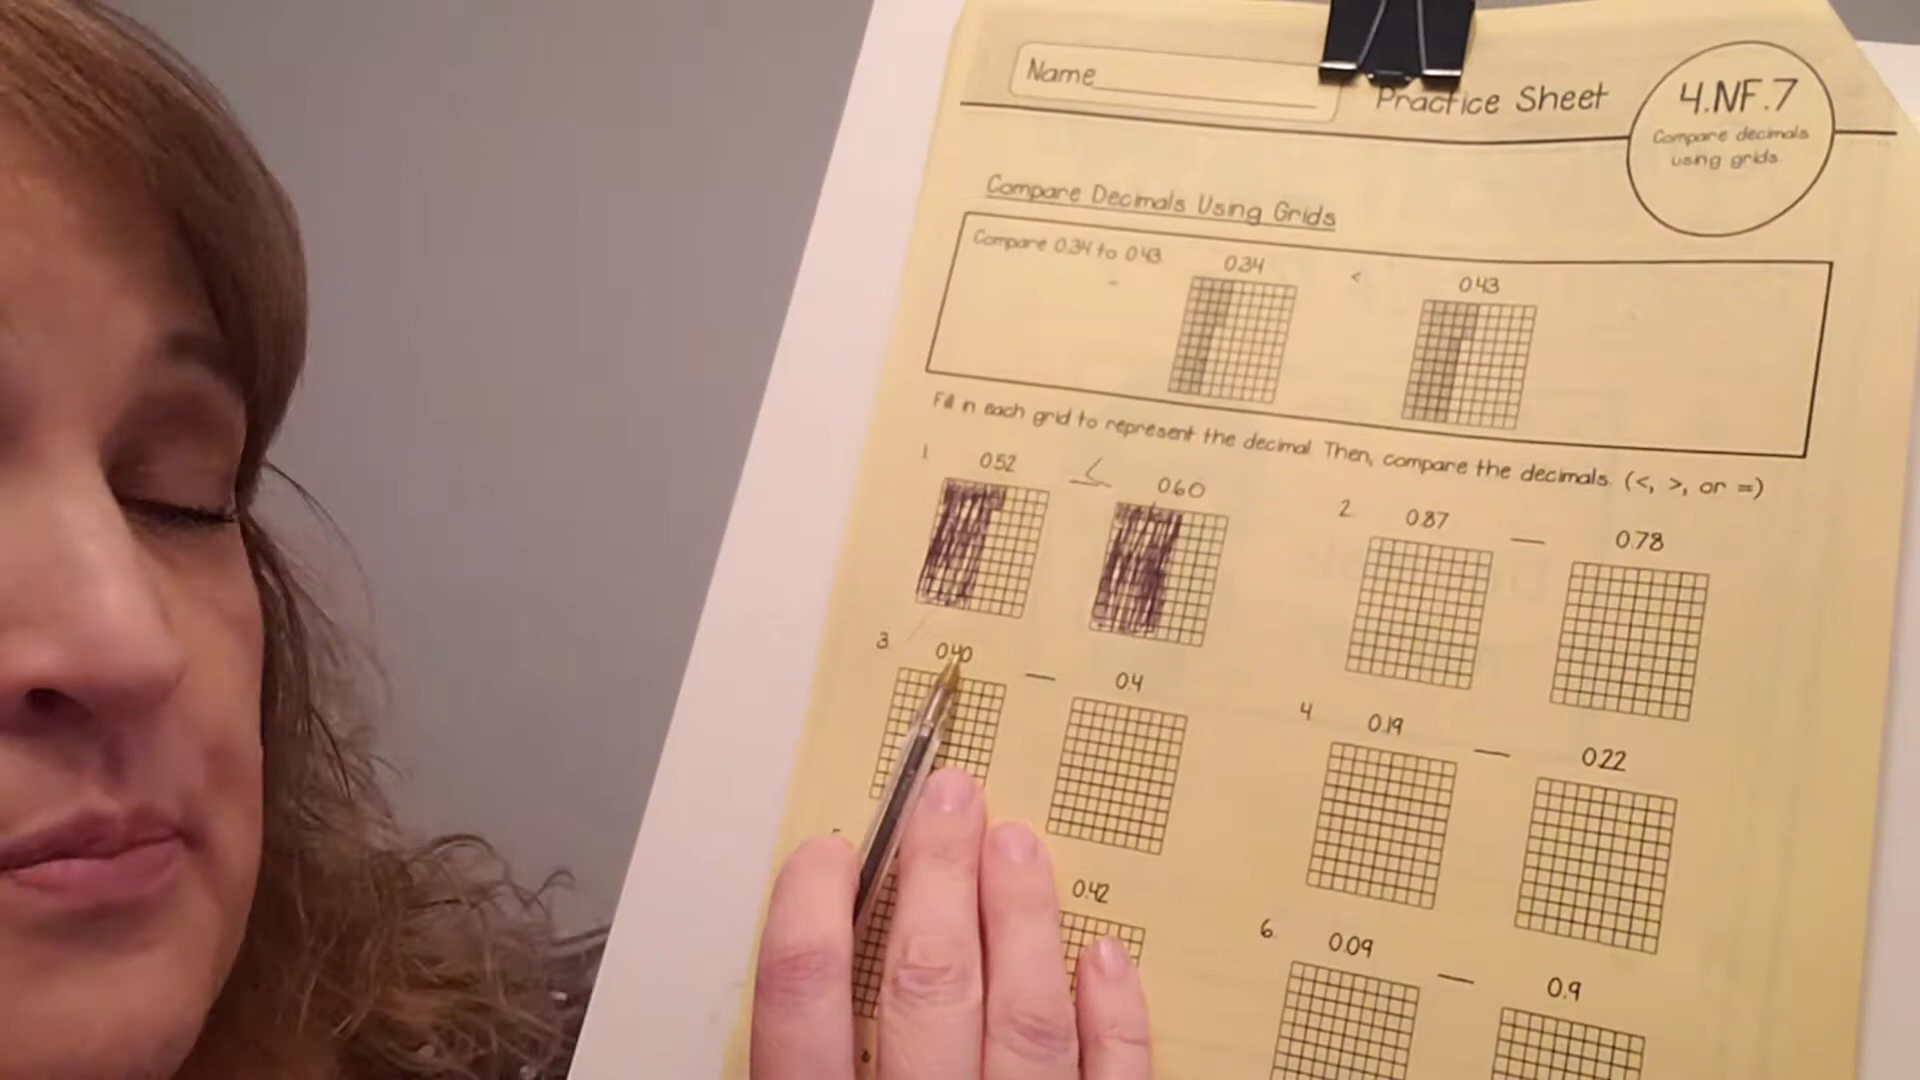 Name
Practice Sheet
4.NF.7
Compare decimals
using grids.
Compare Decimals Using Grids
Compare 0.34 to 0.43.
0.34 < 0.43
Fill in each grid to represent the decimal. Then, compare the decimals. (<, >, or =)
1. 0.52 < 0.60
2. 0.87 0.78
3. 0.40 0.4
4. 0.19 0.22
0.42
6. 0.09 0.9